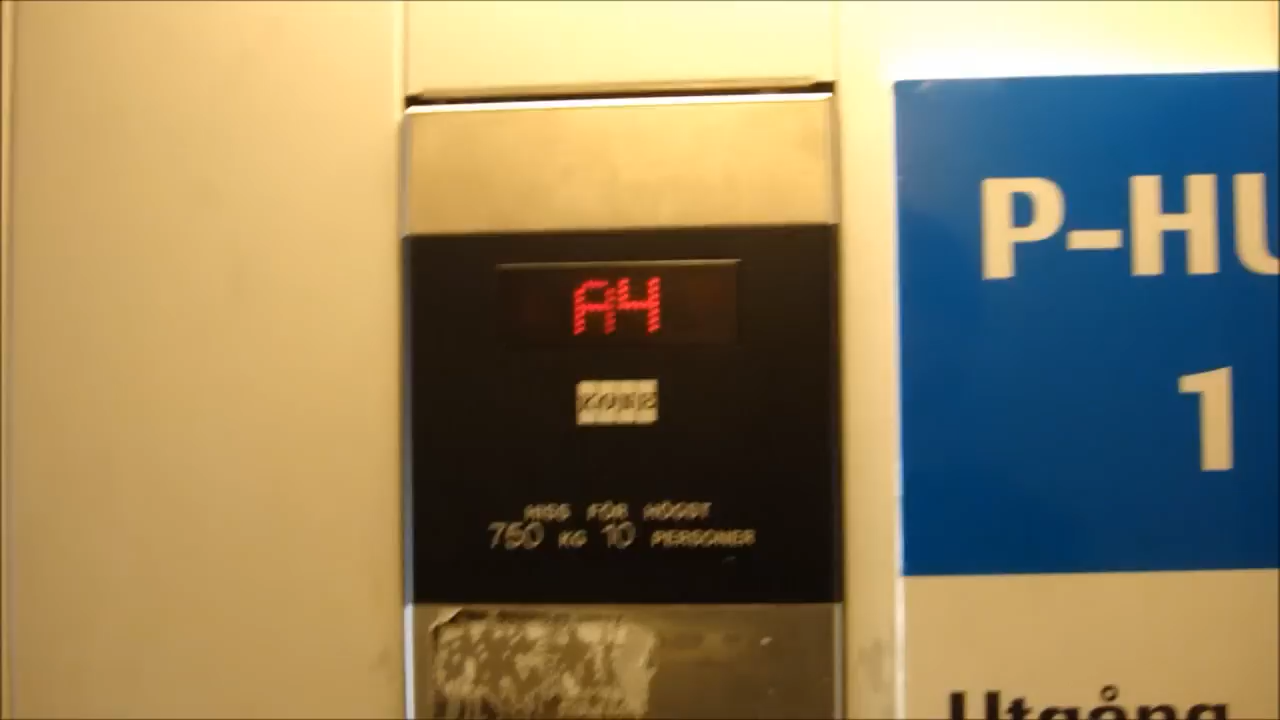 A4
KONE
HISS FÖR HÖGST
750 KG 10 PERSONER
P-HU
1
Utgång